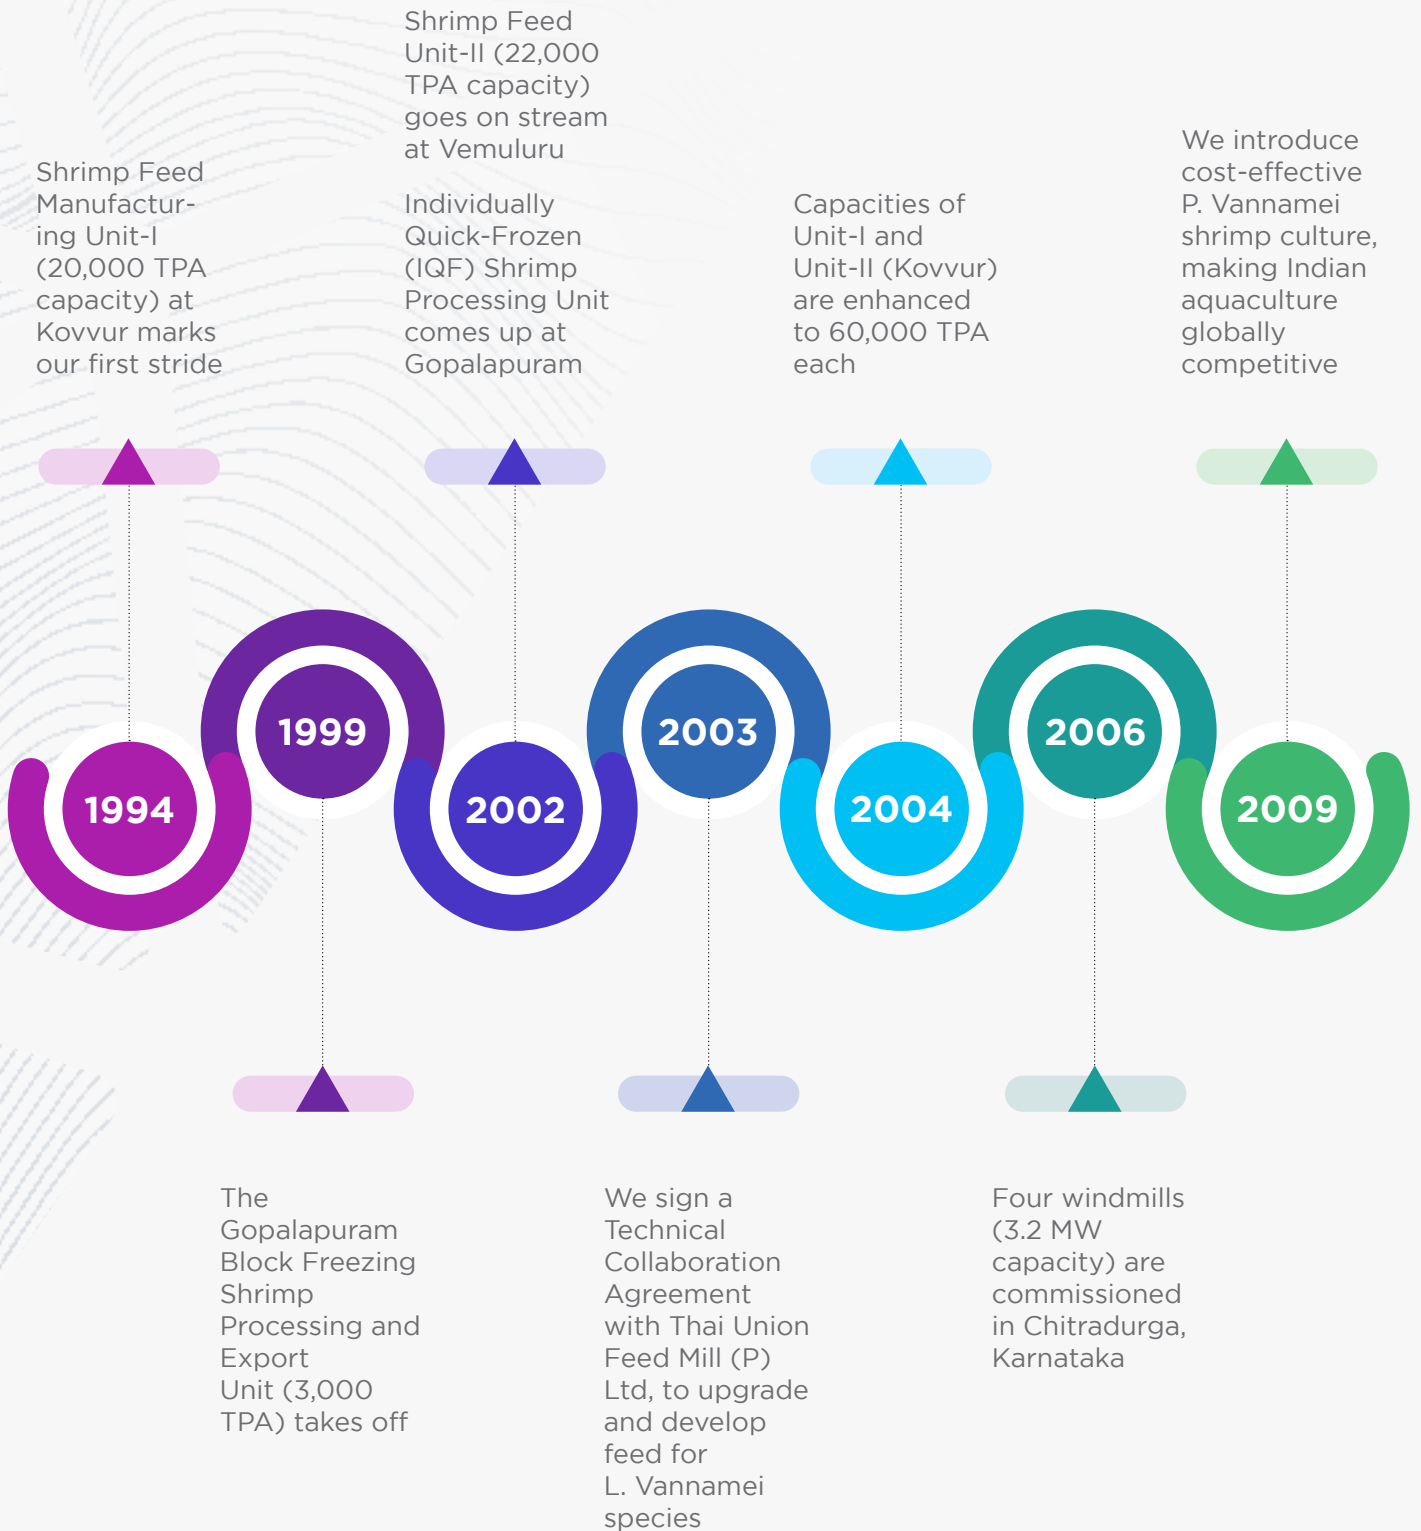 Shrimp Feed
Manufactur-
ing Unit-I
(20,000 TPA
capacity) at
Kovvur marks
our first stride
Shrimp Feed
Unit-II (22,000
TPA capacity)
goes on stream
at Vemuluru
Individually
Quick-Frozen
(IQF) Shrimp
Processing Unit
comes up at
Gopalapuram
Capacities of
Unit-I and
Unit-II (Kovvur)
are enhanced
to 60,000 TPA
each
We introduce
cost-effective
P. Vannamei
shrimp culture,
making Indian
aquaculture
globally
competitive
1994
1999
2002
2003
2004
2006
2009
The
Gopalapuram
Block Freezing
Shrimp
Processing and
Export
Unit (3,000
TPA) takes off
We sign a
Technical
Collaboration
Agreement
with Thai Union
Feed Mill (P)
Ltd, to upgrade
and develop
feed for
L. Vannamei
species
Four windmills
(3.2 MW
capacity) are
commissioned
in Chitradurga,
Karnataka